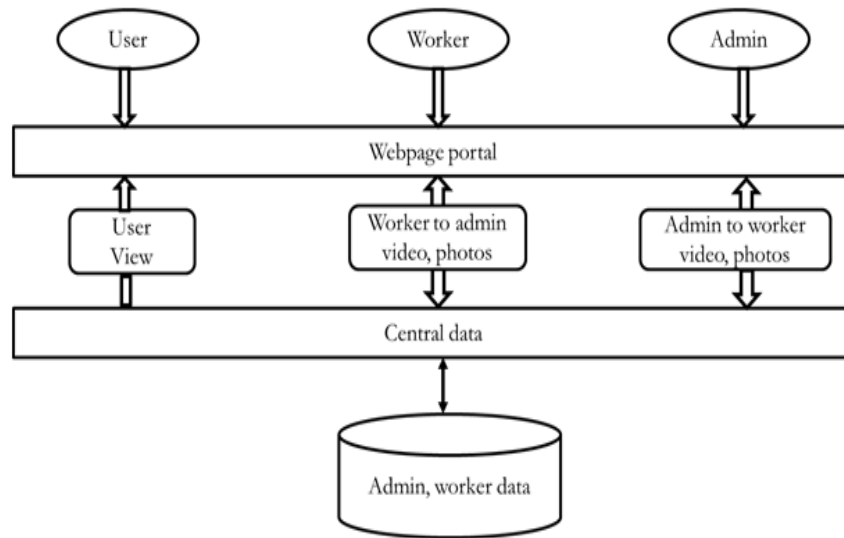 User
Worker
Admin
Webpage portal
User
View
Worker to admin
video, photos
Admin to worker
video, photos
Central data
Admin, worker data